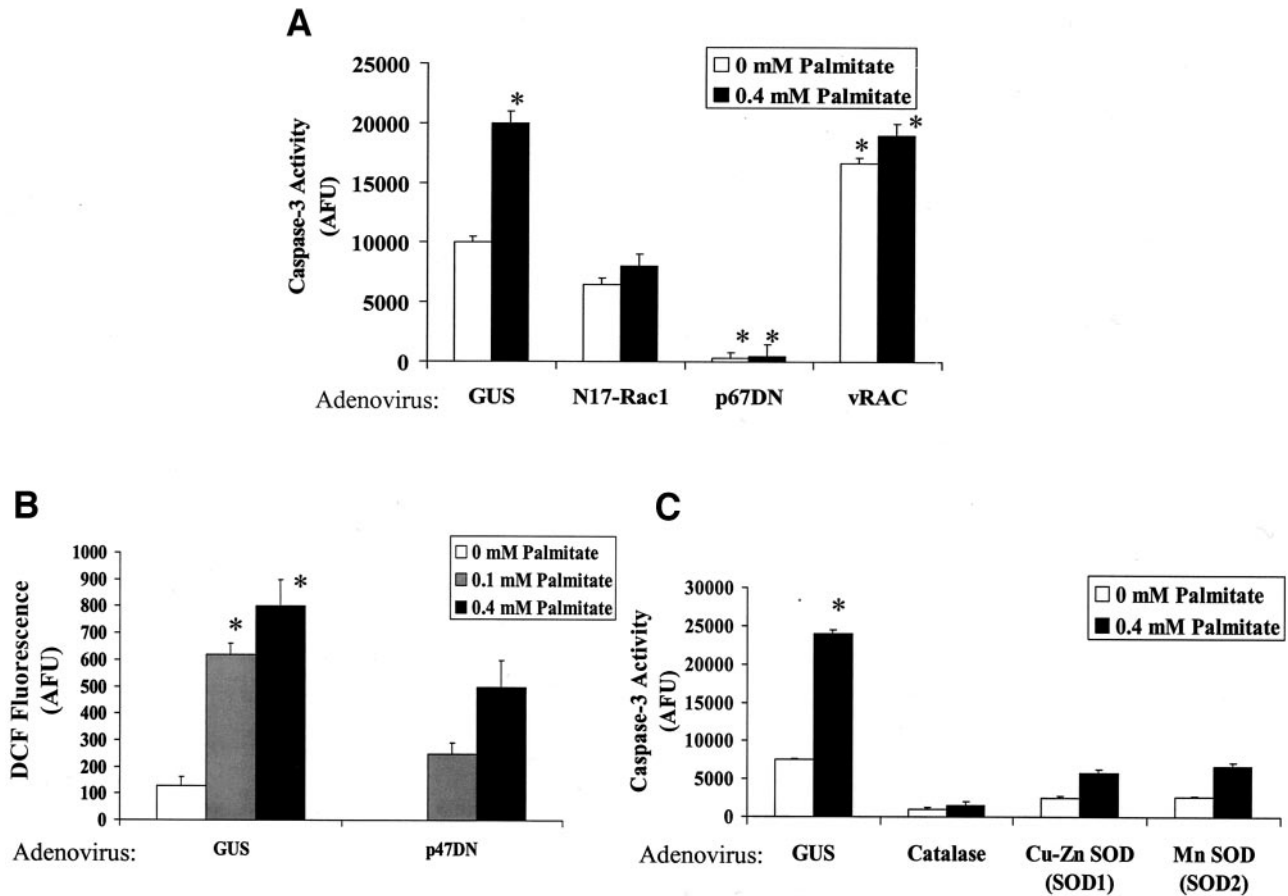 A
25000
20000
15000
10000
5000
0
Caspase-3 Activity
(AFU)
0 mM Palmitate
0.4 mM Palmitate
*
*
*
*
*
Adenovirus:
GUS
N17-Rac1
p67DN
vRAC
B
1000
900
800
700
600
500
400
300
200
100
0
DCF Fluorescence
(AFU)
0 mM Palmitate
0.1 mM Palmitate
0.4 mM Palmitate
*
*
Adenovirus:
GUS
p47DN
C
30000
25000
20000
15000
10000
5000
0
Caspase-3 Activity
(AFU)
0 mM Palmitate
0.4 mM Palmitate
*
Adenovirus:
GUS
Catalase
Cu-Zn SOD
(SOD1)
Mn SOD
(SOD2)